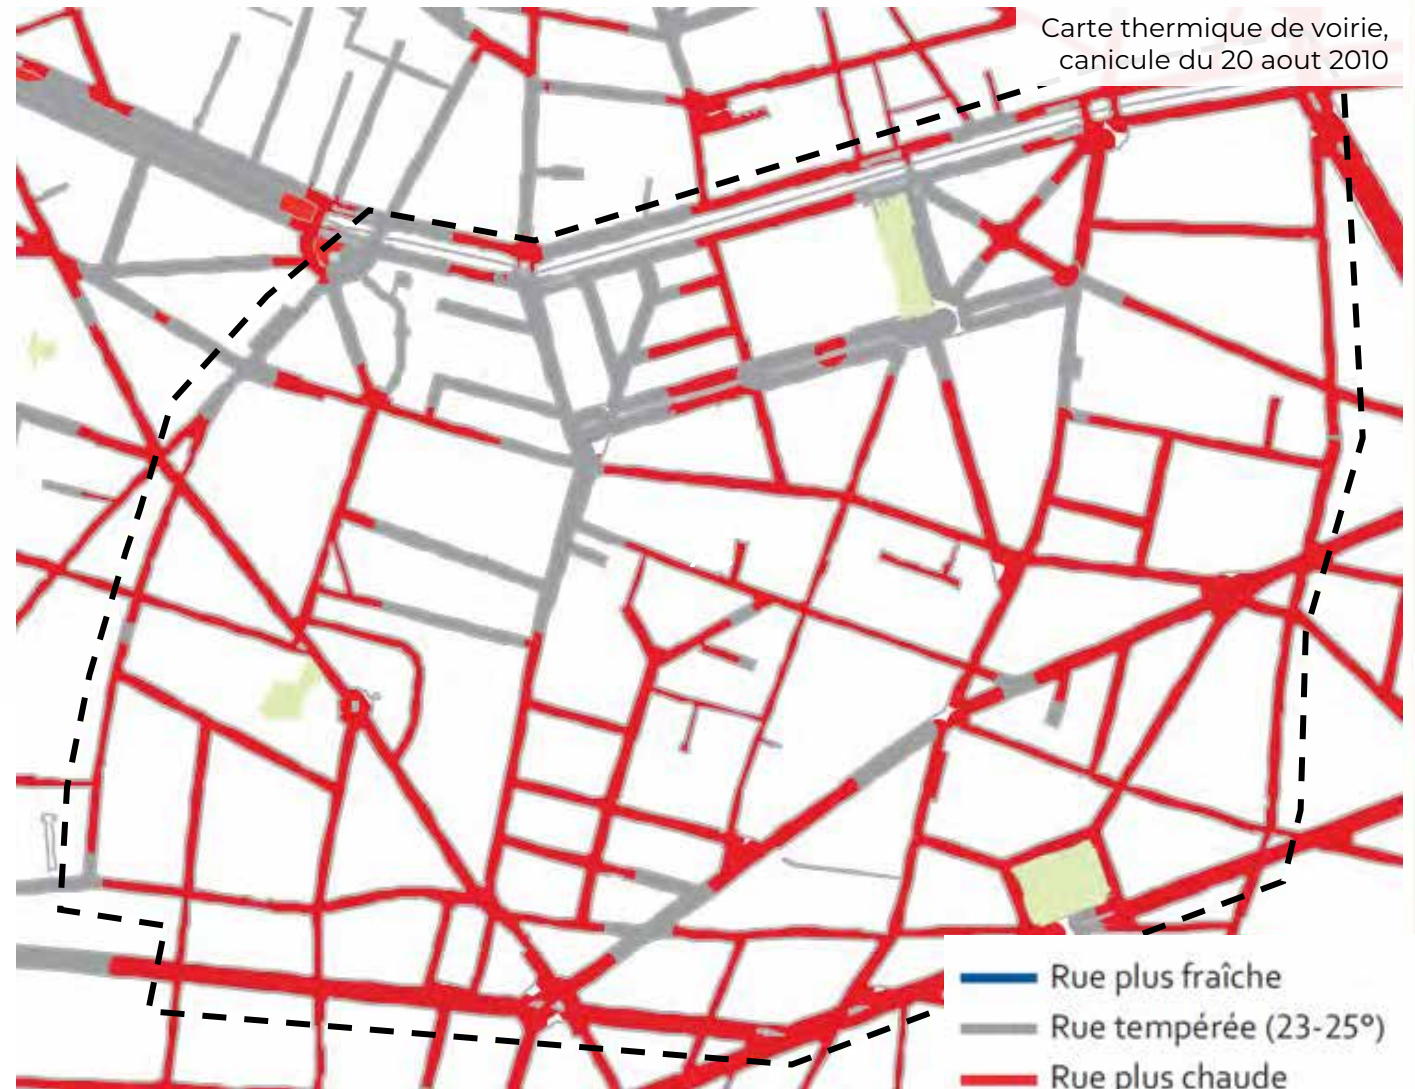 Carte thermique de voirie,
canicule du 20 aout 2010
Rue plus fraîche
Rue tempérée (23-25°)
Rue plus chaude